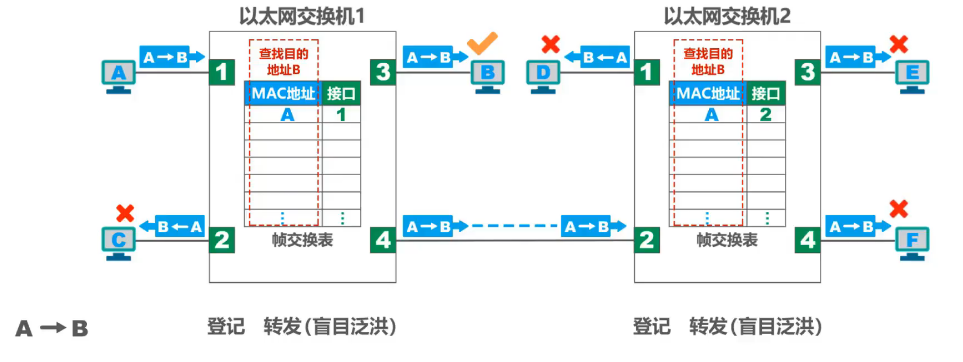 以太网交换机1
以太网交换机2
A→B
A
1
查找目的
地址B
MAC地址 接口
A 1
⋮ ⋮
帧交换表
3
A→B
B
D
B←A
1
查找目的
地址B
MAC地址 接口
A 2
⋮ ⋮
帧交换表
3
A→B
E
C
B←A
2
4
A→B
A→B
2
4
A→B
F
A→B
登记 转发(盲目泛洪)
登记 转发(盲目泛洪)